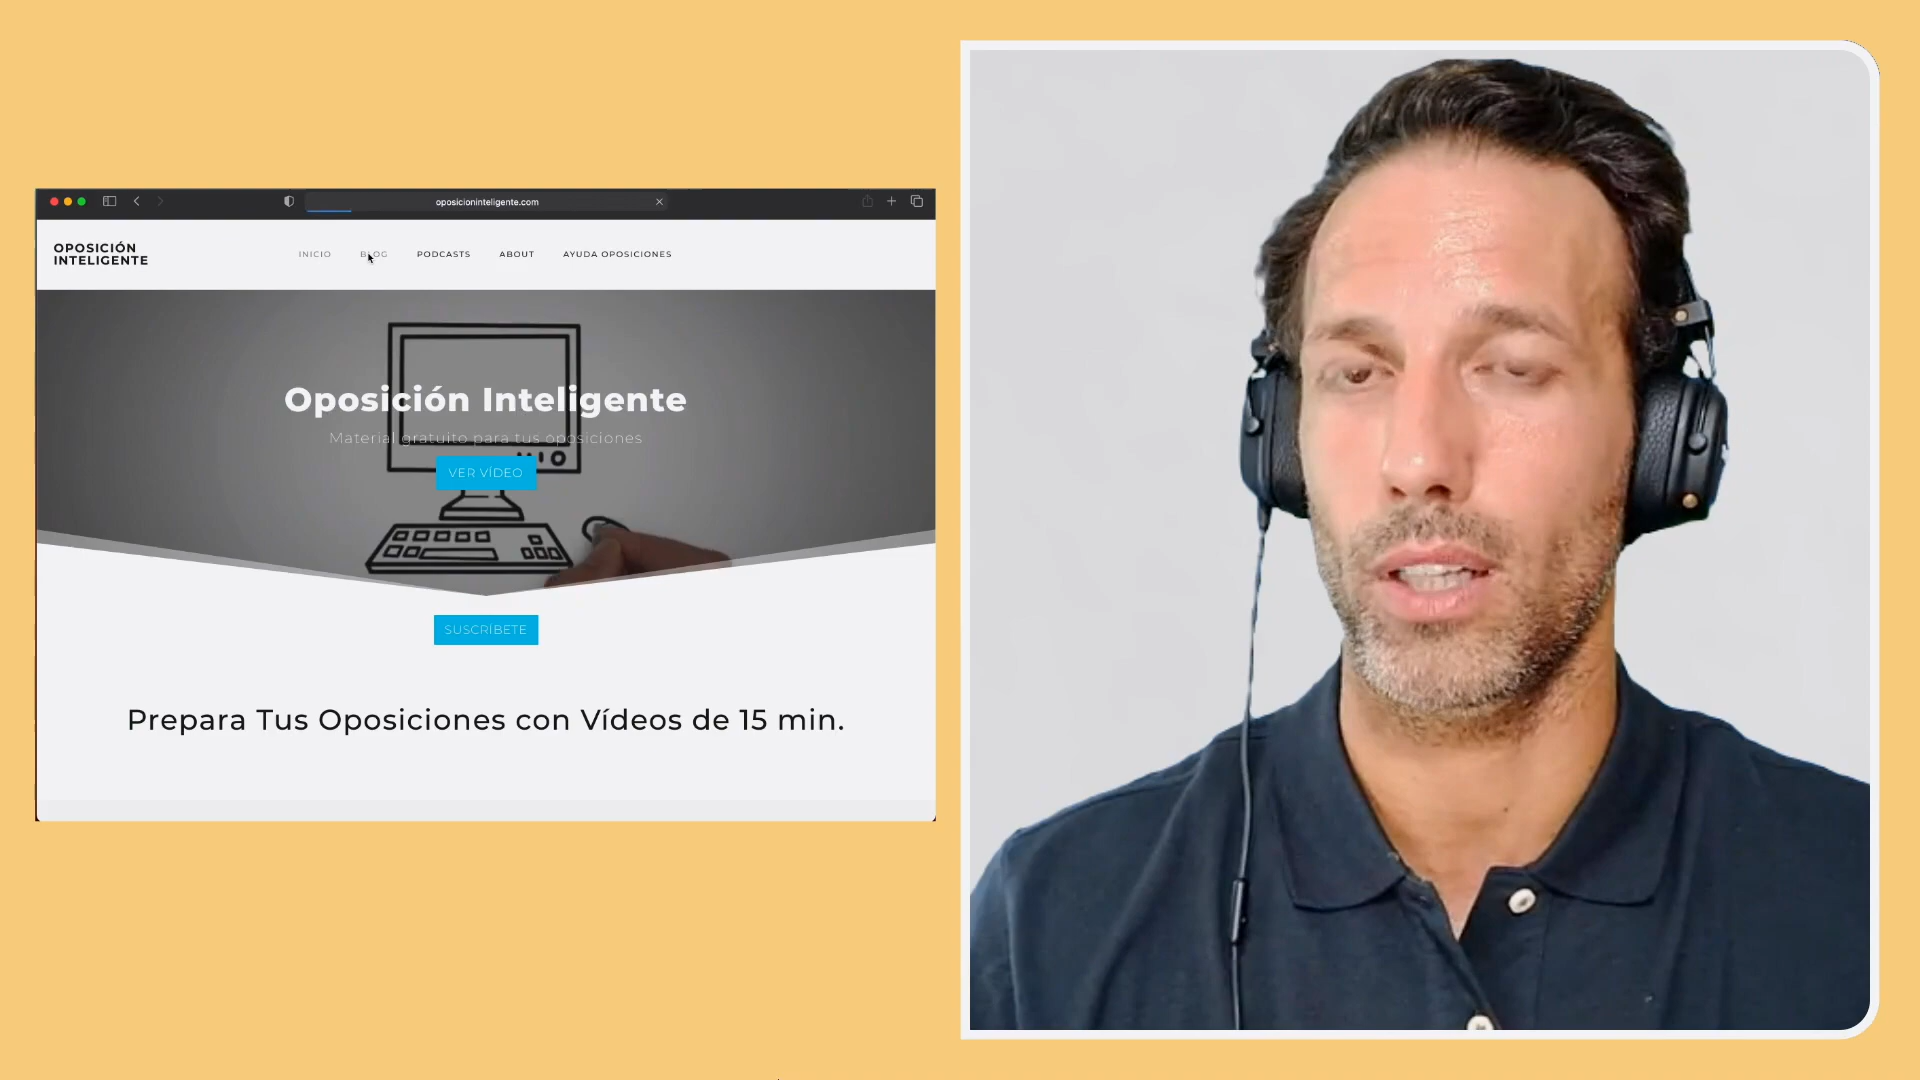 oposicioninteligente.com
OPOSICIÓN
INTELIGENTE
INICIO BLOG PODCASTS ABOUT AYUDA OPOSICIONES
Oposición Inteligente
Material gratuito para tus oposiciones
VER VÍDEO
SUSCRÍBETE
Prepara Tus Oposiciones con Vídeos de 15 min.